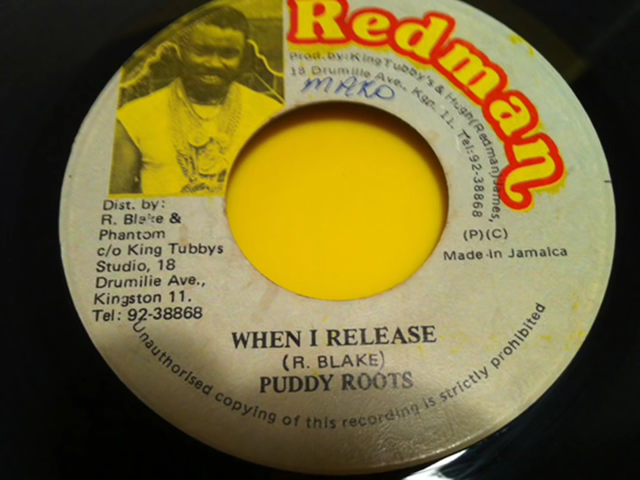 Redman
Prod. by: King Tubby's & Hugh (Redman) James,
18 Drumilie Ave., Kgn. 11. Tel: 92-38868
MAKO
(P)(C)
Made in Jamaica
Dist. by:
R. Blake &
Phantom
c/o King Tubbys
Studio, 18
Drumilie Ave.,
Kingston 11.
Tel: 92-38868
WHEN I RELEASE
(R. BLAKE)
PUDDY ROOTS
Unauthorised copying of this recording is strictly prohibited